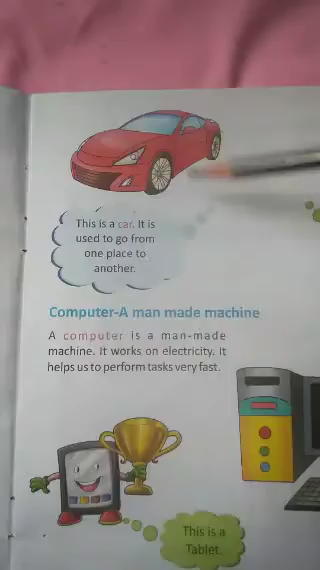 This is a car. It is
used to go from
one place to
another.
Computer-A man made machine
A computer is a man-made
machine. It works on electricity. It
helps us to perform tasks very fast.
This is a
Tablet.